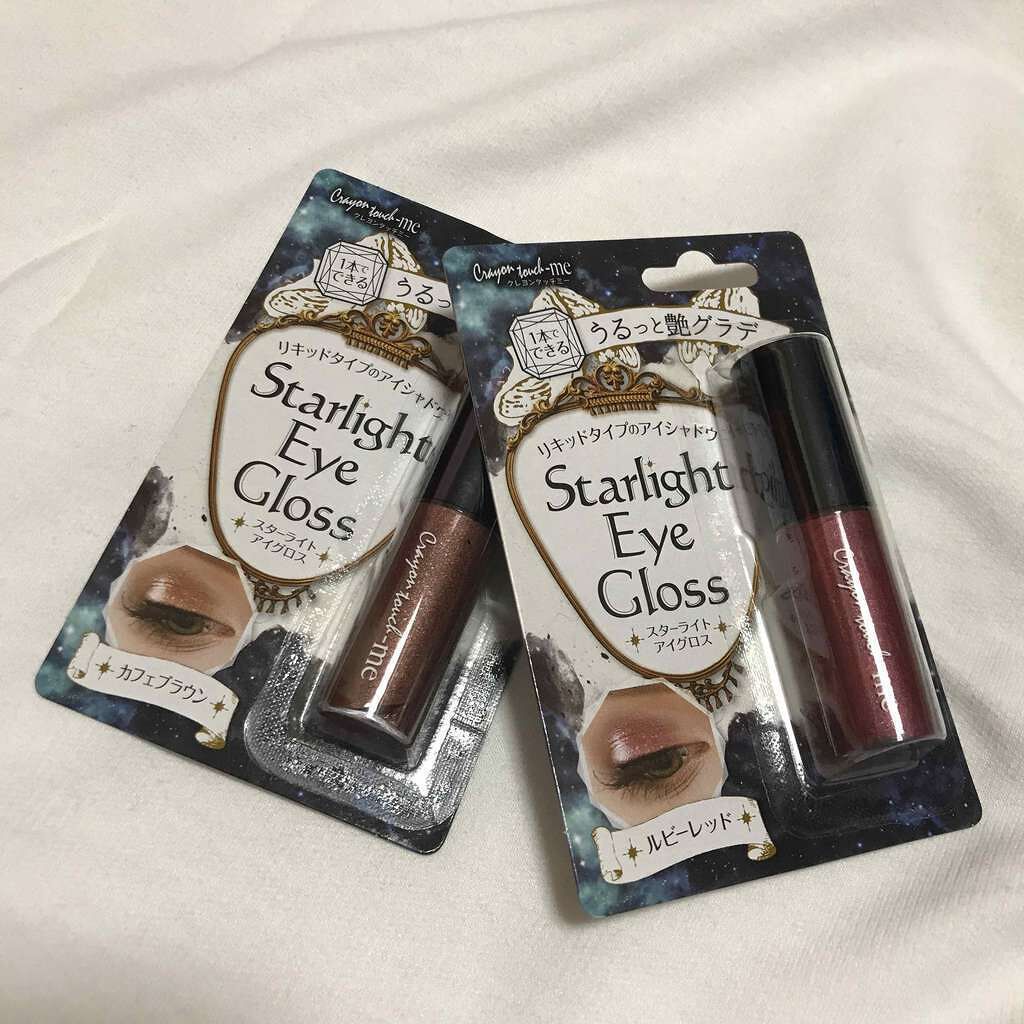 Crayon touch-me
クレヨンタッチミー
1本で
できる
うるっ
リキッドタイプのアイシャドウ
Starlight
Eye
Gloss
スターライト
アイグロス
カフェブラウン
Crayon touch-me
Crayon touch-me
クレヨンタッチミー
1本で
できる
うるっと艶グラデ
リキッドタイプのアイシャドウ
Starlight
Eye
Gloss
スターライト
アイグロス
ルビーレッド
Crayon touch-me